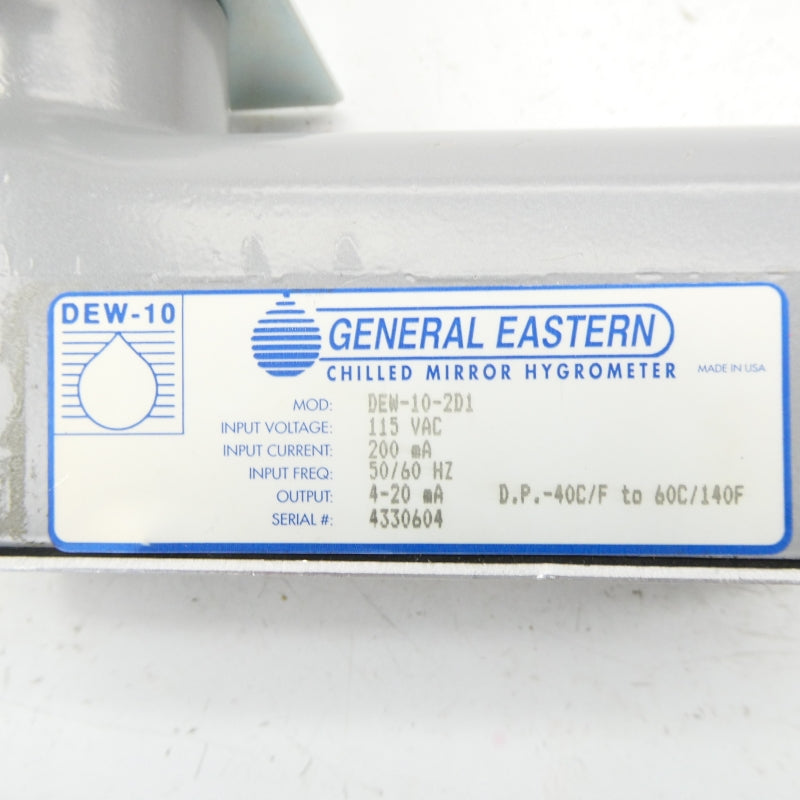 DEW-10
GENERAL EASTERN
CHILLED MIRROR HYGROMETER
MADE IN USA
MOD: DEW-10-2D1
INPUT VOLTAGE: 115 VAC
INPUT CURRENT: 200 mA
INPUT FREQ: 50/60 HZ
OUTPUT: 4-20 mA D.P.-40C/F to 60C/140F
SERIAL #: 4330604